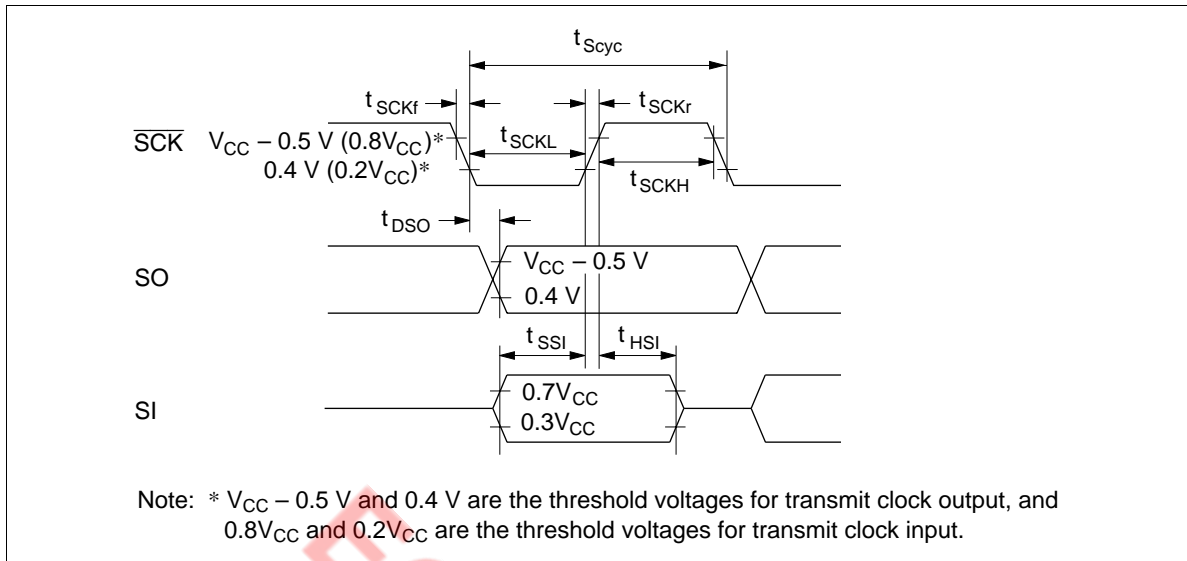 tScyc
tSCKf
tSCKr
SCK VCC – 0.5 V (0.8VCC)*
0.4 V (0.2VCC)*
tSCKL
tSCKH
tDSO
SO
VCC – 0.5 V
0.4 V
tSSI
tHSI
SI
0.7VCC
0.3VCC
Note: * VCC – 0.5 V and 0.4 V are the threshold voltages for transmit clock output, and
0.8VCC and 0.2VCC are the threshold voltages for transmit clock input.